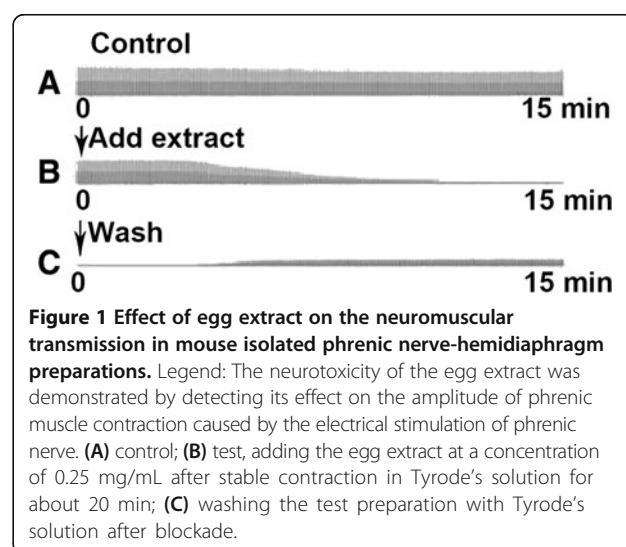 Control
A
0 15 min
Add extract
B
0 15 min
Wash
C
0 15 min
Figure 1 Effect of egg extract on the neuromuscular
transmission in mouse isolated phrenic nerve-hemidiaphragm
preparations. Legend: The neurotoxicity of the egg extract was
demonstrated by detecting its effect on the amplitude of phrenic
muscle contraction caused by the electrical stimulation of phrenic
nerve. (A) control; (B) test, adding the egg extract at a concentration
of 0.25 mg/mL after stable contraction in Tyrode's solution for
about 20 min; (C) washing the test preparation with Tyrode's
solution after blockade.